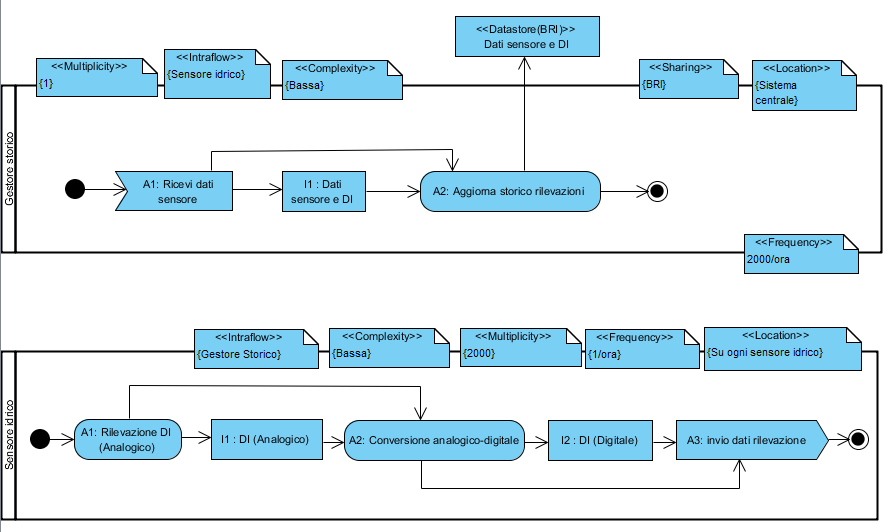 <<Datastore(BRI)>>
Dati sensore e DI
<<Multiplicity>>
{1}
<<Intraflow>>
{Sensore idrico}
<<Complexity>>
{Bassa}
<<Sharing>>
{BRI}
<<Location>>
{Sistema
centrale}
Gestore storico
A1: Ricevi dati
sensore
I1 : Dati
sensore e DI
A2: Aggiorna storico rilevazioni
<<Frequency>>
2000/ora
<<Intraflow>>
{Gestore Storico}
<<Complexity>>
{Bassa}
<<Multiplicity>>
{2000}
<<Frequency>>
{1/ora}
<<Location>>
{Su ogni sensore idrico}
Sensore idrico
A1: Rilevazione DI
(Analogico)
I1 : DI (Analogico)
A2: Conversione analogico-digitale
I2 : DI (Digitale)
A3: invio dati rilevazione